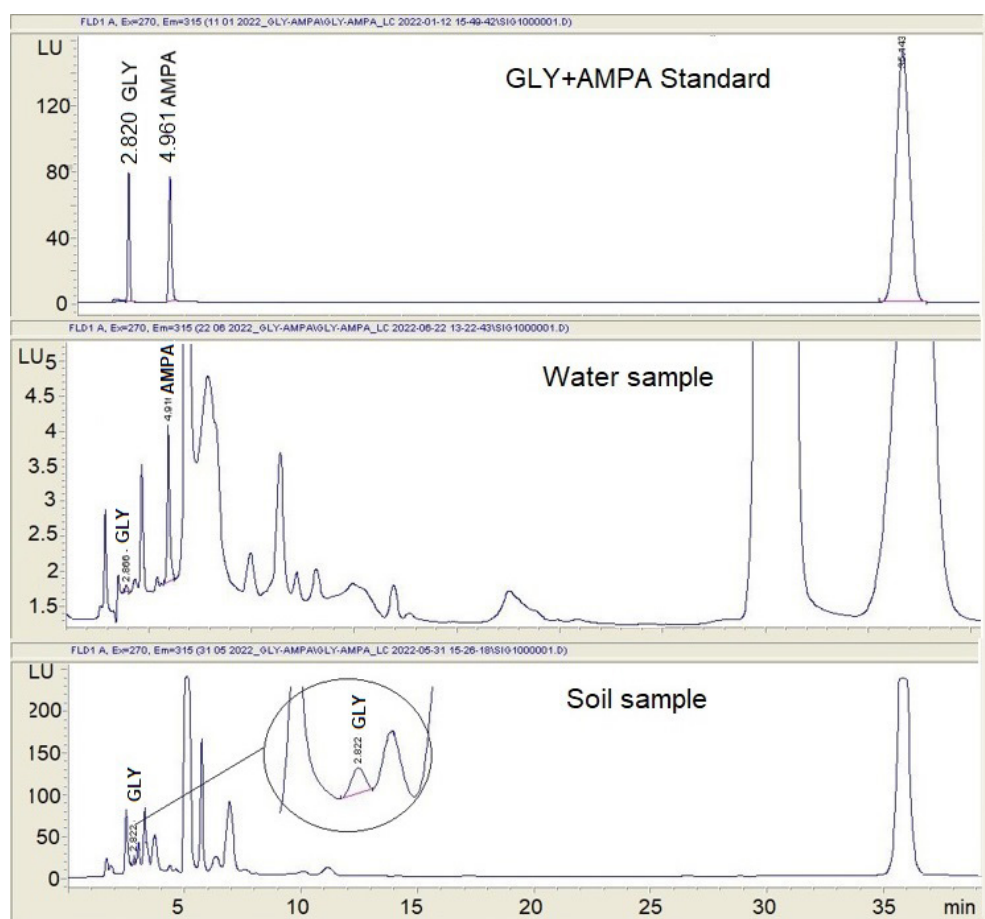 FLD1 A, Ex=270, Em=315 (11 01 2022_GLY-AMPA\GLY-AMPA_LC 2022-01-12 15-49-42\SIG1000001.D)
LU
GLY+AMPA Standard
2.820 GLY
4.961 AMPA
120
80
40
0
FLD1 A, Ex=270, Em=315 (22 06 2022_GLY-AMPA\GLY-AMPA_LC 2022-06-22 13-22-43\SIG1000001.D)
LU
Water sample
5
4.5
4
3.5
3
2.5
2
1.5
2.866 GLY
AMPA
FLD1 A, Ex=270, Em=315 (31 05 2022_GLY-AMPA\GLY-AMPA_LC 2022-05-31 15-26-18\SIG1000001.D)
LU
Soil sample
200
150
100
50
0
2.822 GLY
2.822 GLY
5 10 15 20 25 30 35 min